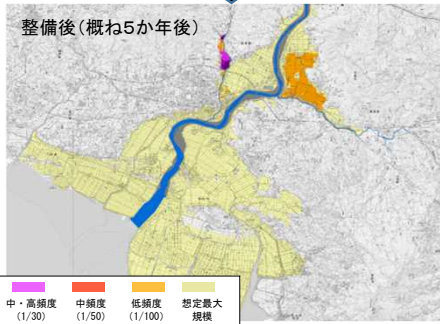 整備後(概ね5か年後)
中・高頻度 中頻度 低頻度 想定最大
(1/30) (1/50) (1/100) 規模